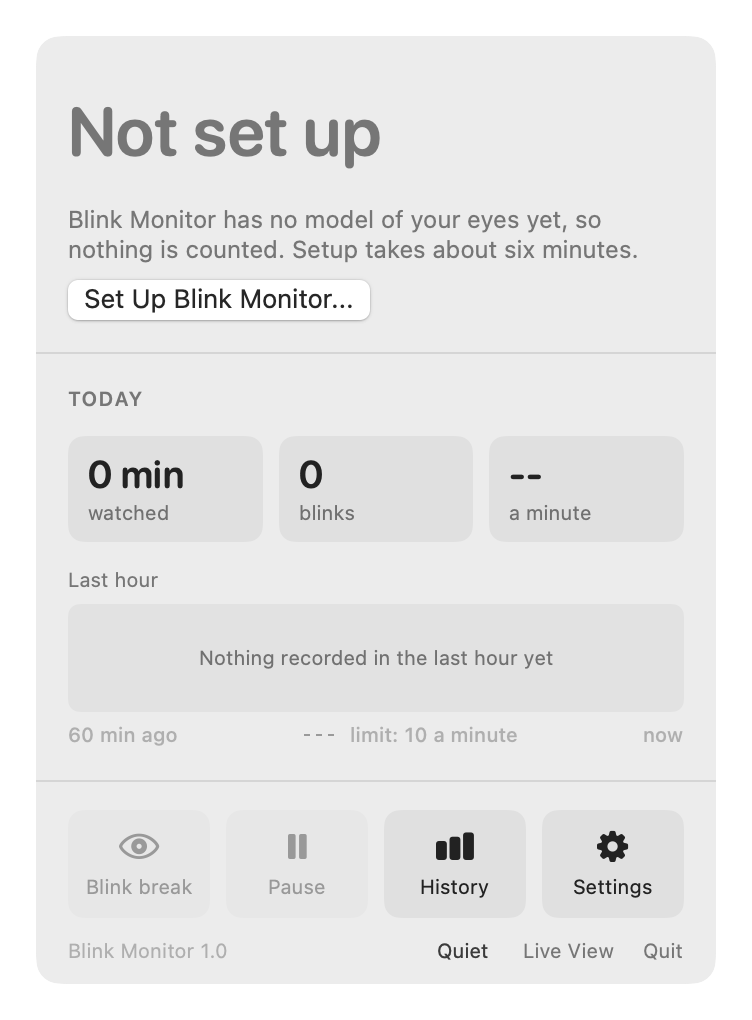 Not set up
Blink Monitor has no model of your eyes yet, so
nothing is counted. Setup takes about six minutes.
Set Up Blink Monitor...
TODAY
0 min
watched
0
blinks
--
a minute
Last hour
Nothing recorded in the last hour yet
60 min ago
--- limit: 10 a minute
now
Blink break
Pause
History
Settings
Blink Monitor 1.0
Quiet
Live View
Quit